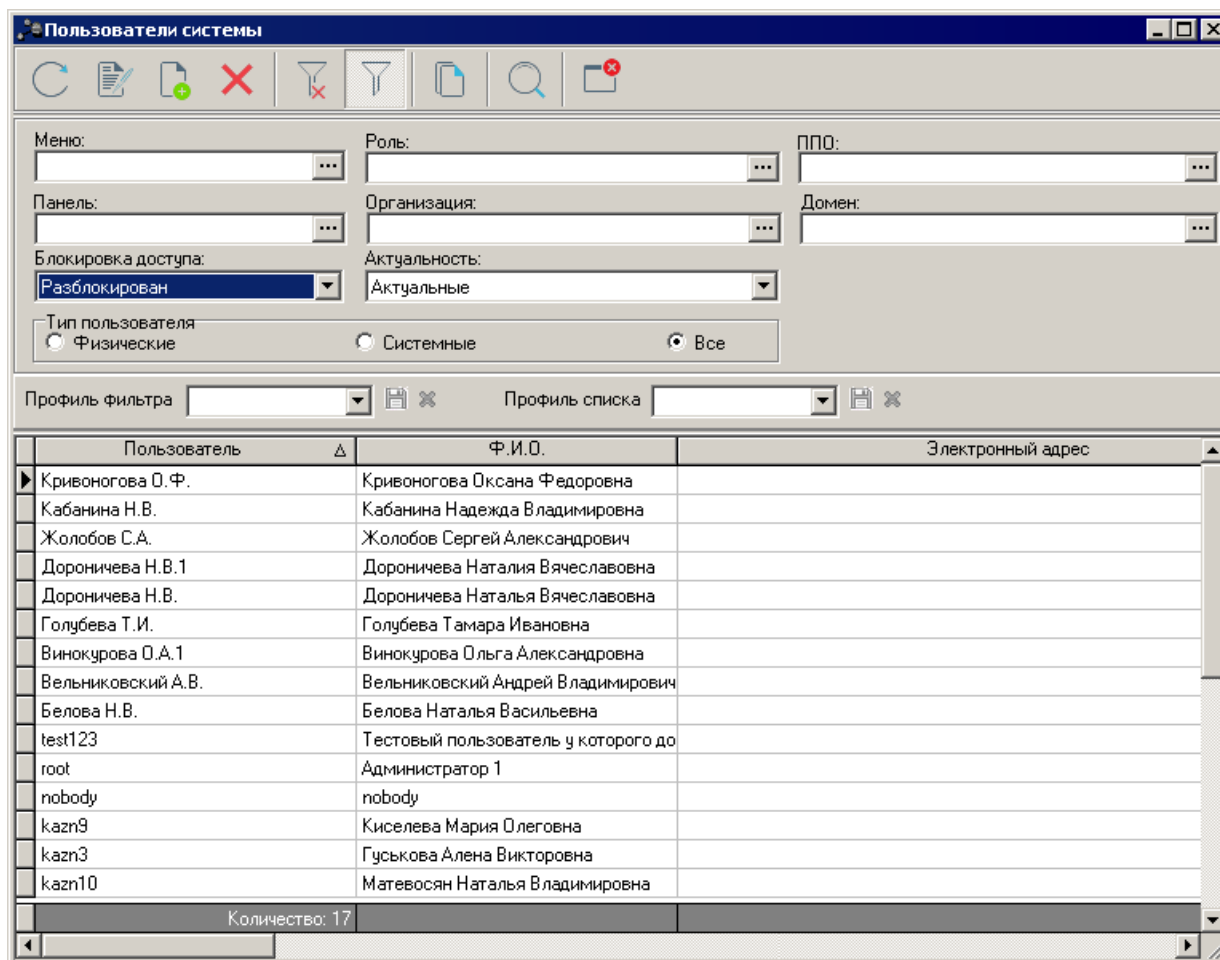 Пользователи системы
Меню: Роль: ППО:
Панель: Организация: Домен:
Блокировка доступа: Актуальность:
Разблокирован Актуальные
Тип пользователя
Физические Системные Все
Профиль фильтра Профиль списка
Пользователь Ф.И.О. Электронный адрес
Кривоногова О.Ф. Кривоногова Оксана Федоровна
Кабанина Н.В. Кабанина Надежда Владимировна
Жолобов С.А. Жолобов Сергей Александрович
Дороничева Н.В.1 Дороничева Наталия Вячеславовна
Дороничева Н.В. Дороничева Наталья Вячеславовна
Голубева Т.И. Голубева Тамара Ивановна
Винокурова О.А.1 Винокурова Ольга Александровна
Вельниковский А.В. Вельниковский Андрей Владимирович
Белова Н.В. Белова Наталья Васильевна
test123 Тестовый пользователь у которого до
root Администратор 1
nobody nobody
kazn9 Киселева Мария Олеговна
kazn3 Гуськова Алена Викторовна
kazn10 Матевосян Наталья Владимировна
Количество: 17